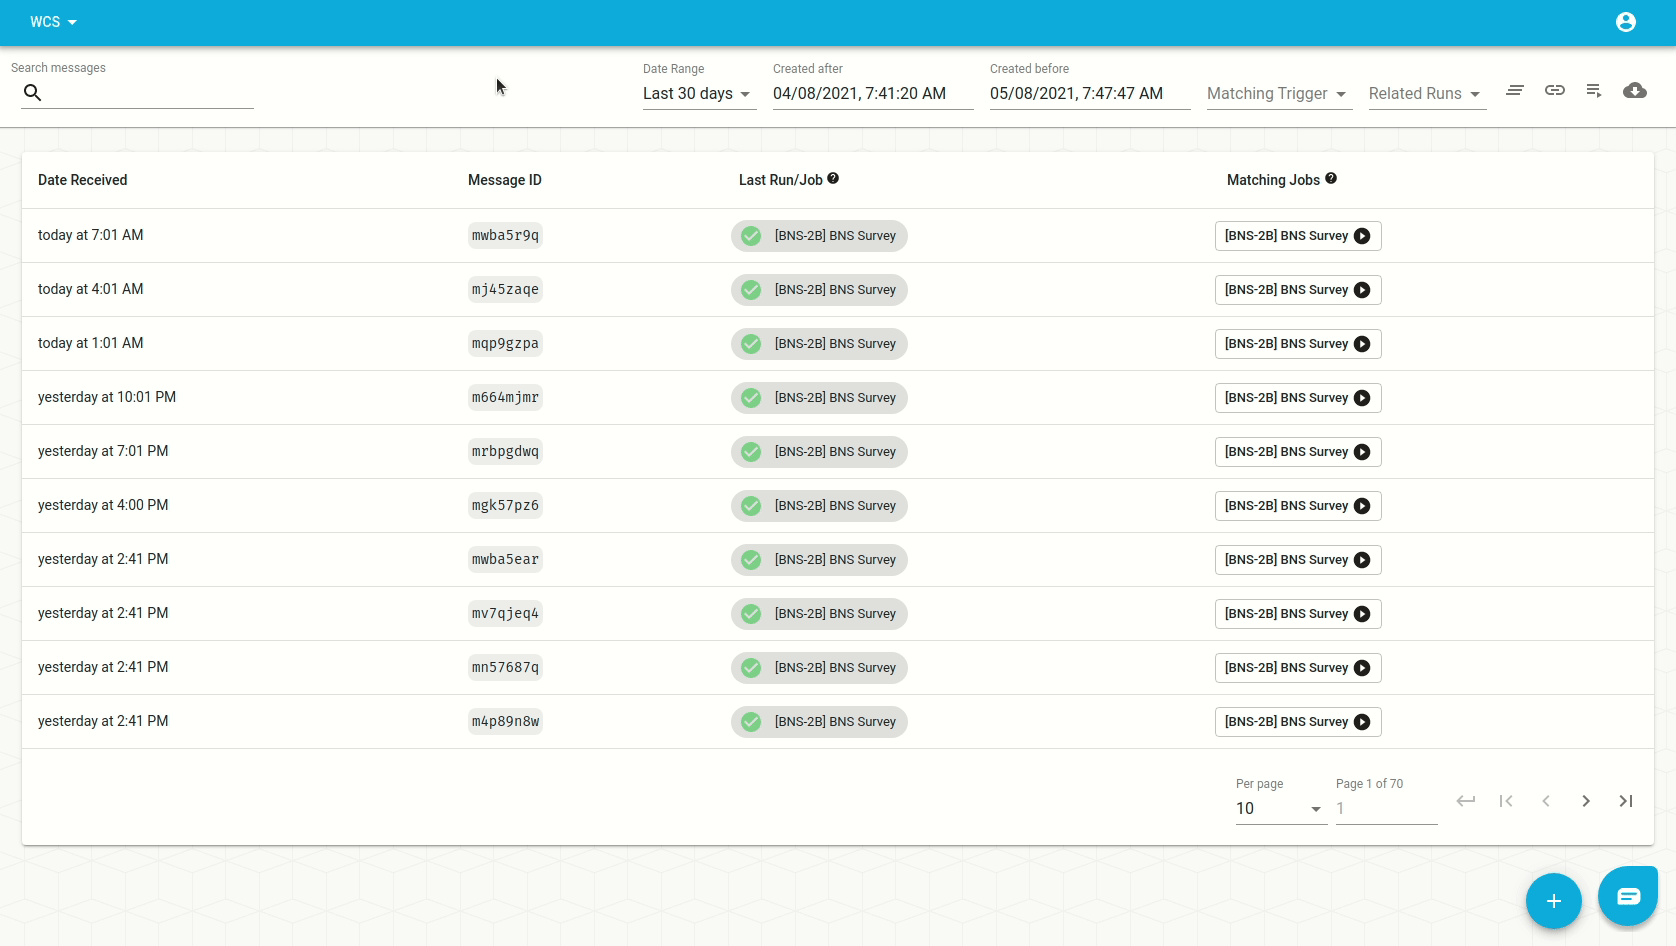 WCS
Search messages
Date Range
Last 30 days
Created after
04/08/2021, 7:41:20 AM
Created before
05/08/2021, 7:47:47 AM
Matching Trigger
Related Runs
Date Received Message ID Last Run/Job Matching Jobs
today at 7:01 AM mwba5r9q [BNS-2B] BNS Survey [BNS-2B] BNS Survey
today at 4:01 AM mj45zaqe [BNS-2B] BNS Survey [BNS-2B] BNS Survey
today at 1:01 AM mqp9gzpa [BNS-2B] BNS Survey [BNS-2B] BNS Survey
yesterday at 10:01 PM m664mjmr [BNS-2B] BNS Survey [BNS-2B] BNS Survey
yesterday at 7:01 PM mrbpgdwq [BNS-2B] BNS Survey [BNS-2B] BNS Survey
yesterday at 4:00 PM mgk57pz6 [BNS-2B] BNS Survey [BNS-2B] BNS Survey
yesterday at 2:41 PM mwba5ear [BNS-2B] BNS Survey [BNS-2B] BNS Survey
yesterday at 2:41 PM mv7qjeq4 [BNS-2B] BNS Survey [BNS-2B] BNS Survey
yesterday at 2:41 PM mn57687q [BNS-2B] BNS Survey [BNS-2B] BNS Survey
yesterday at 2:41 PM m4p89n8w [BNS-2B] BNS Survey [BNS-2B] BNS Survey
Per page
10
Page 1 of 70
1